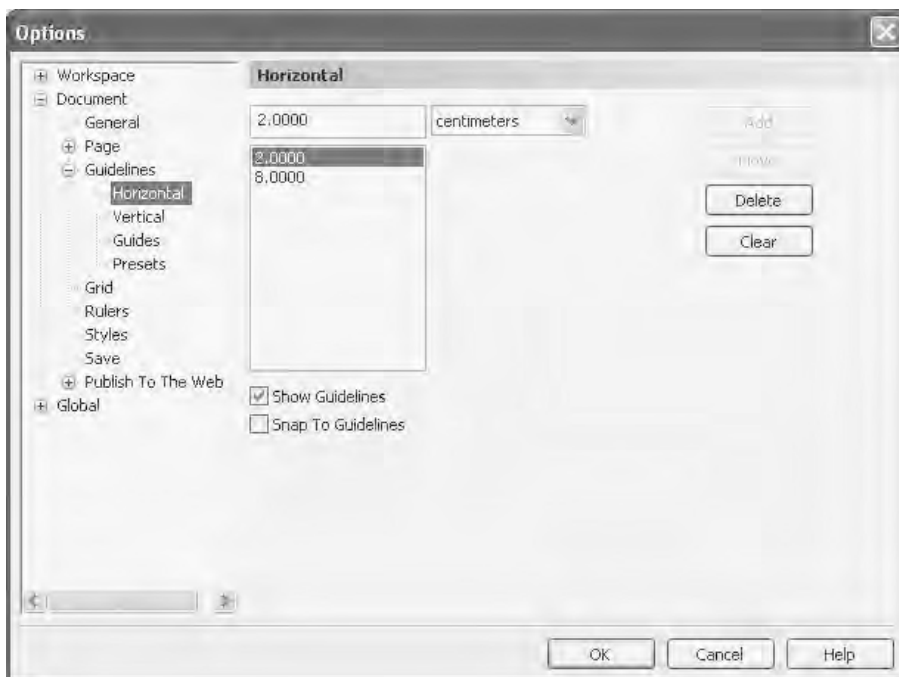 Options
Workspace
Document
General
Page
Guidelines
Horizontal
Vertical
Guides
Presets
Grid
Rulers
Styles
Save
Publish To The Web
Global
Horizontal
2.0000
centimeters
2.0000
8.0000
Show Guidelines
Snap To Guidelines
Add
Move
Delete
Clear
OK
Cancel
Help